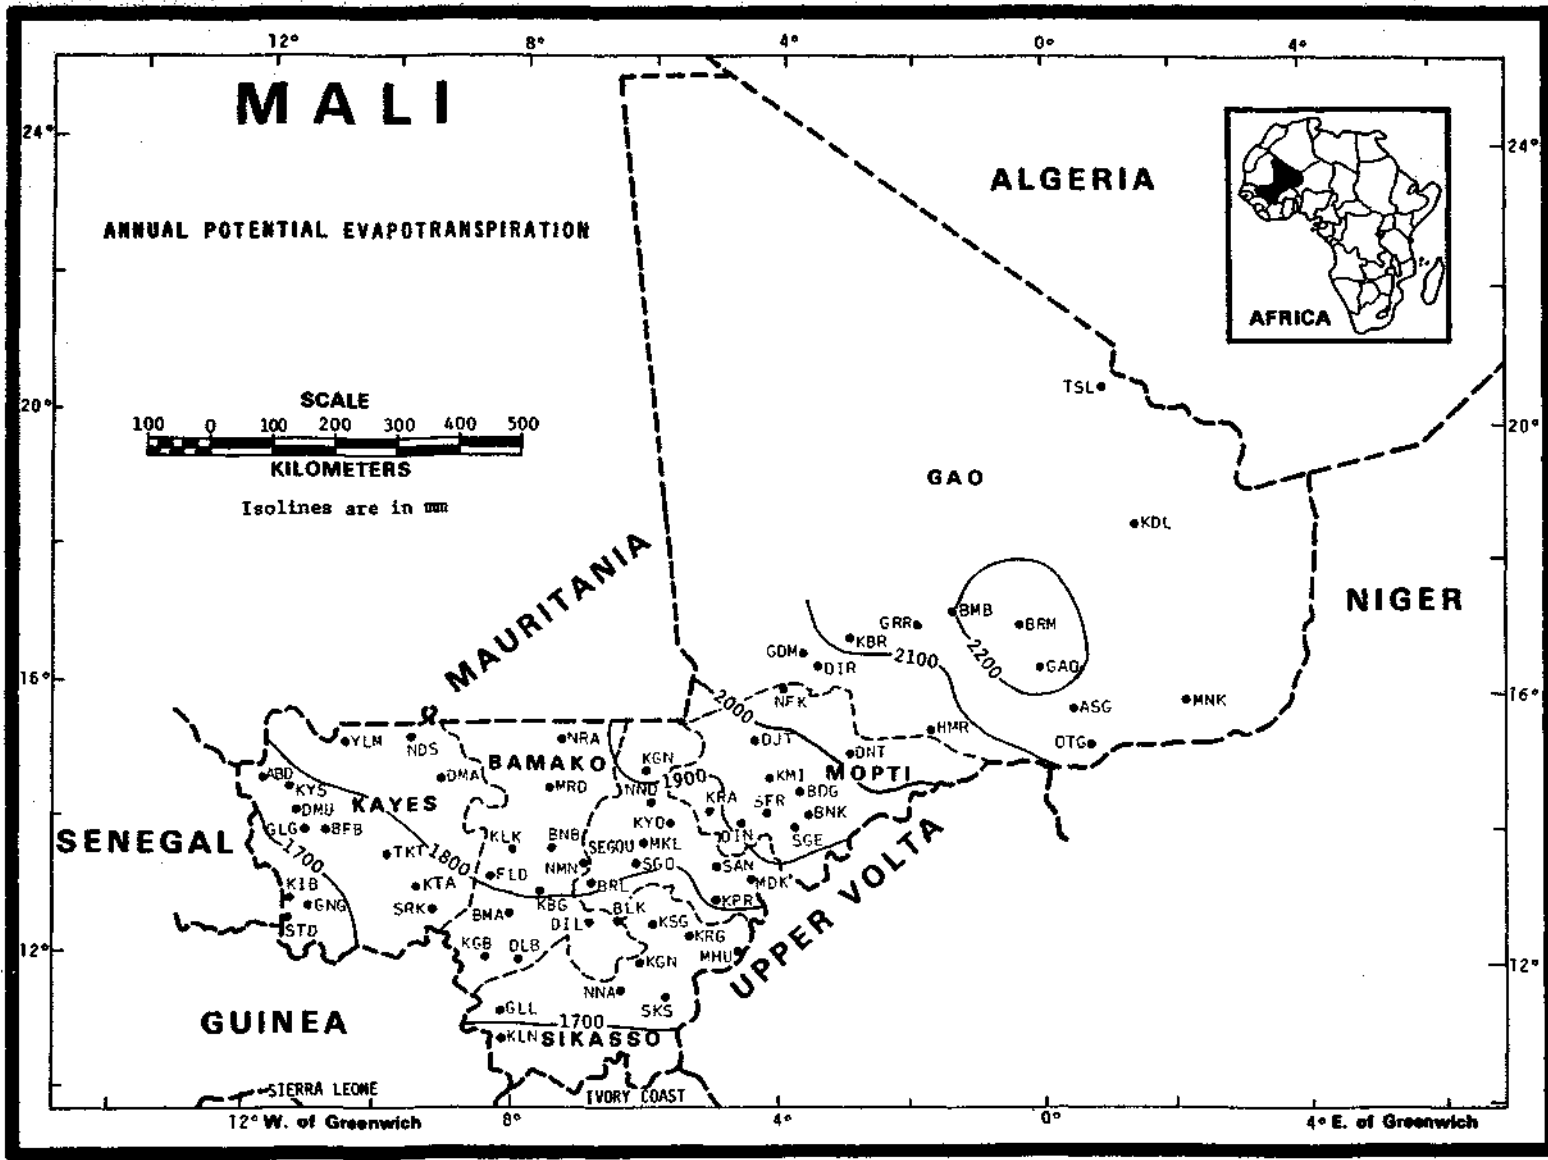 12° 8° 4° 0° 4°
MALI
24° 24°
ALGERIA
ANNUAL POTENTIAL EVAPOTRANSPIRATION
AFRICA
TSL
SCALE
20° 20°
100 0 100 200 300 400 500
KILOMETERS
GAO
Isolines are in mm
KDL
MAURITANIA
NIGER
BMB
GRR BRM
KBR
GDM 2100 2200
DIR GAO
16° 16°
NFK MNK
2000 ASG
HMR
YLM NDS NRA DJT OTG
DNT
KGN
BAMAKO
ABD DMA 1900 KMI MOPTI
KYS MRD NND BDG
KAYES KRA SFR
DMU BNK
GLG BFB KYO
SENEGAL KLK BNB SEGOU MKL DIN SGE
1700 TKT 1800 NMN SGO SAN UPPER VOLTA
KIB KTA FLD BRL MDK
GNG SRK KBG KPR
BMA BLK
STD DIL KSG
KRG
12° KGB DLB MHU 12°
KGN
NNA
GLL SKS
GUINEA 1700
KLN SIKASSO
SIERRA LEONE
IVORY COAST
12° W. of Greenwich 8° 4° 0° 4° E. of Greenwich